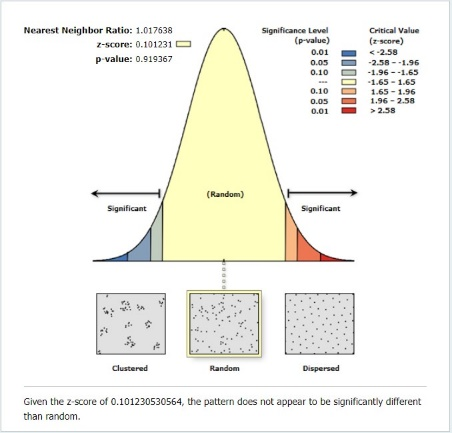 Nearest Neighbor Ratio: 1.017638
z-score: 0.101231
p-value: 0.919367
Significance Level
(p-value)
0.01
0.05
0.10
---
0.10
0.05
0.01
Critical Value
(z-score)
< -2.58
-2.58 - -1.96
-1.96 - -1.65
-1.65 - 1.65
1.65 - 1.96
1.96 - 2.58
> 2.58
Significant
(Random)
Significant
Clustered
Random
Dispersed
Given the z-score of 0.101230530564, the pattern does not appear to be significantly different
than random.